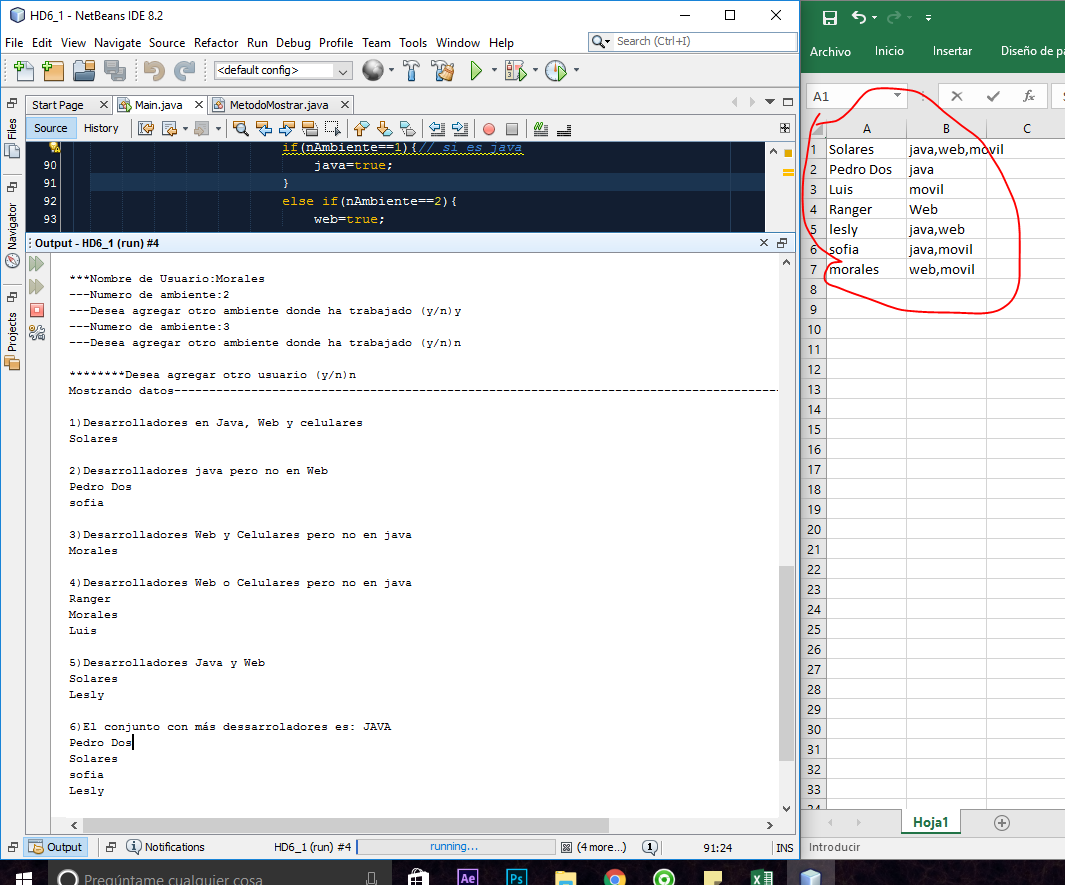 HD6_1 - NetBeans IDE 8.2
File Edit View Navigate Source Refactor Run Debug Profile Team Tools Window Help
Search (Ctrl+I)
<default config>
Start Page
Main.java
MetodoMostrar.java
Source
History
Files
Navigator
Projects
if(nAmbiente==1){// si es java
90 java=true;
91 }
92 else if(nAmbiente==2){
93 web=true;
Output - HD6_1 (run) #4
***Nombre de Usuario:Morales
---Numero de ambiente:2
---Desea agregar otro ambiente donde ha trabajado (y/n)y
---Numero de ambiente:3
---Desea agregar otro ambiente donde ha trabajado (y/n)n
********Desea agregar otro usuario (y/n)n
Mostrando datos--------------------------------------------------------------------------------------
1)Desarrolladores en Java, Web y celulares
Solares
2)Desarrolladores java pero no en Web
Pedro Dos
sofia
3)Desarrolladores Web y Celulares pero no en java
Morales
4)Desarrolladores Web o Celulares pero no en java
Ranger
Morales
Luis
5)Desarrolladores Java y Web
Solares
Lesly
6)El conjunto con más dessarroladores es: JAVA
Pedro Dos
Solares
sofia
Lesly
Output
Notifications
HD6_1 (run) #4
running...
(4 more...)
1
91:24
INS
Archivo Inicio Insertar Diseño de pá
A1
fx
A B C
1 Solares java,web,movil
2 Pedro Dos java
3 Luis movil
4 Ranger Web
5 lesly java,web
6 sofia java,movil
7 morales web,movil
8
9
10
11
12
13
14
15
16
17
18
19
20
21
22
23
24
25
26
27
28
29
30
31
32
33
34
Hoja1
Introducir
Pregúntame cualquier cosa
Ae
Ps